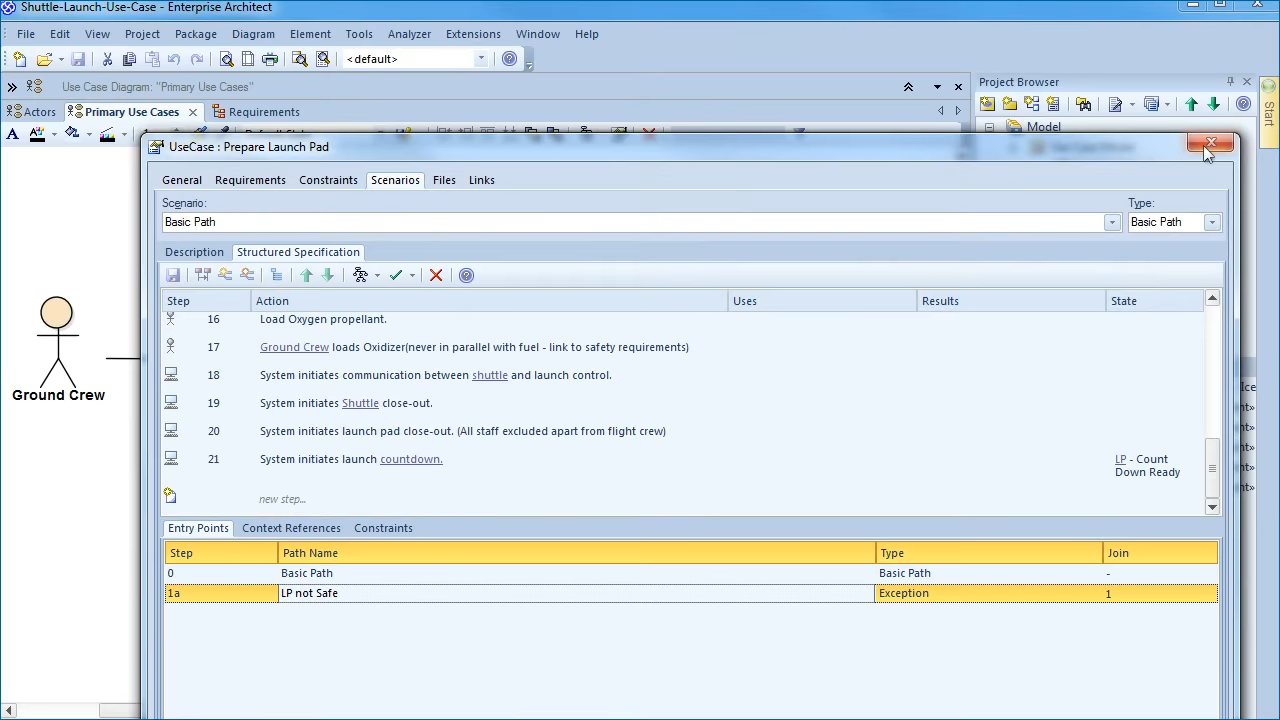 Shuttle-Launch-Use-Case - Enterprise Architect
File Edit View Project Package Diagram Element Tools Analyzer Extensions Window Help
<default>
Use Case Diagram: "Primary Use Cases"
Project Browser
Actors Primary Use Cases Requirements
Model
Start
UseCase : Prepare Launch Pad
General Requirements Constraints Scenarios Files Links
Scenario: Type:
Basic Path Basic Path
Description Structured Specification
Step Action Uses Results State
16 Load Oxygen propellant.
17 Ground Crew loads Oxidizer(never in parallel with fuel - link to safety requirements)
18 System initiates communication between shuttle and launch control.
19 System initiates Shuttle close-out.
20 System initiates launch pad close-out. (All staff excluded apart from flight crew)
21 System initiates launch countdown. LP - Count
Down Ready
new step...
Ground Crew
Entry Points Context References Constraints
Step Path Name Type Join
0 Basic Path Basic Path -
1a LP not Safe Exception 1